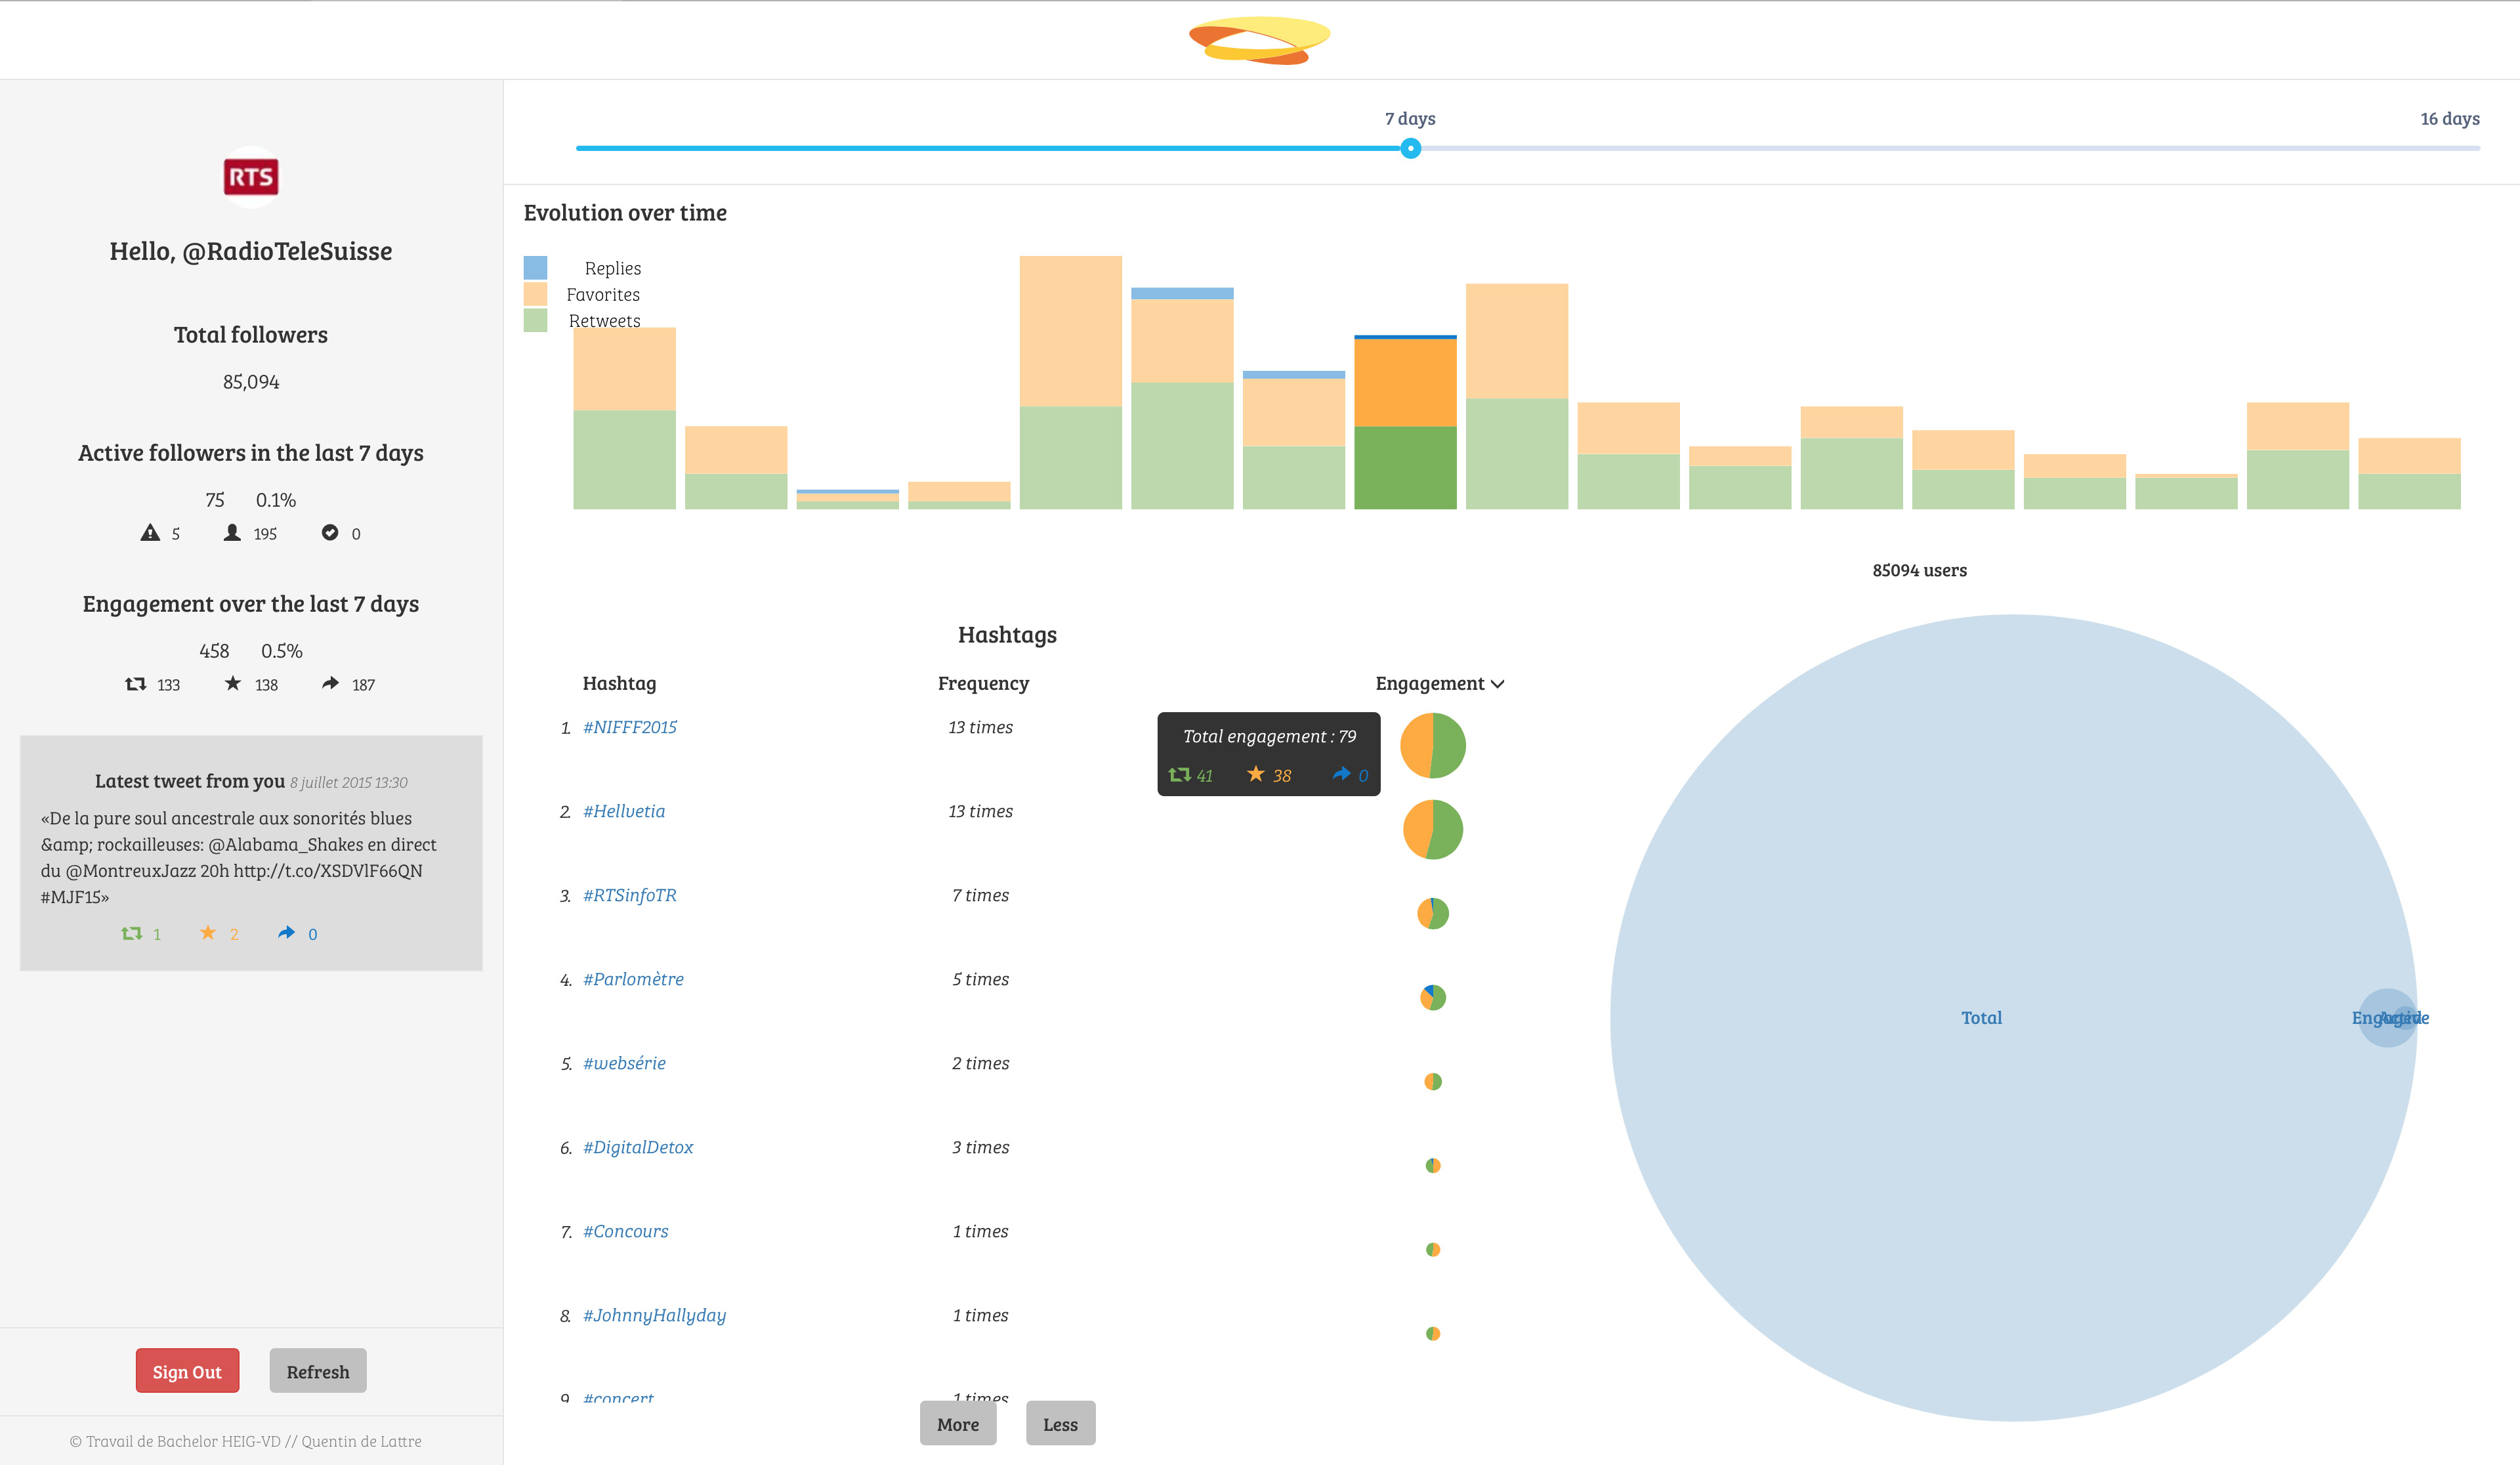 7 days
16 days
RTS
Hello, @RadioTeleSuisse
Total followers
85,094
Active followers in the last 7 days
75 0.1%
5 195 0
Engagement over the last 7 days
458 0.5%
133 138 187
Latest tweet from you 8 juillet 2015 13:30
«De la pure soul ancestrale aux sonorités blues
&amp; rockailleuses: @Alabama_Shakes en direct
du @MontreuxJazz 20h http://t.co/XSDVlF66QN
#MJF15»
1 2 0
Sign Out Refresh
© Travail de Bachelor HEIG-VD // Quentin de Lattre
Evolution over time
Replies
Favorites
Retweets
Hashtags
Hashtag Frequency Engagement
1. #NIFFF2015 13 times
Total engagement : 79
41 38 0
2. #Hellvetia 13 times
3. #RTSinfoTR 7 times
4. #Parlomètre 5 times
5. #websérie 2 times
6. #DigitalDetox 3 times
7. #Concours 1 times
8. #JohnnyHallyday 1 times
9. #concert 1 times
More Less
85094 users
Total
Engaged
Active